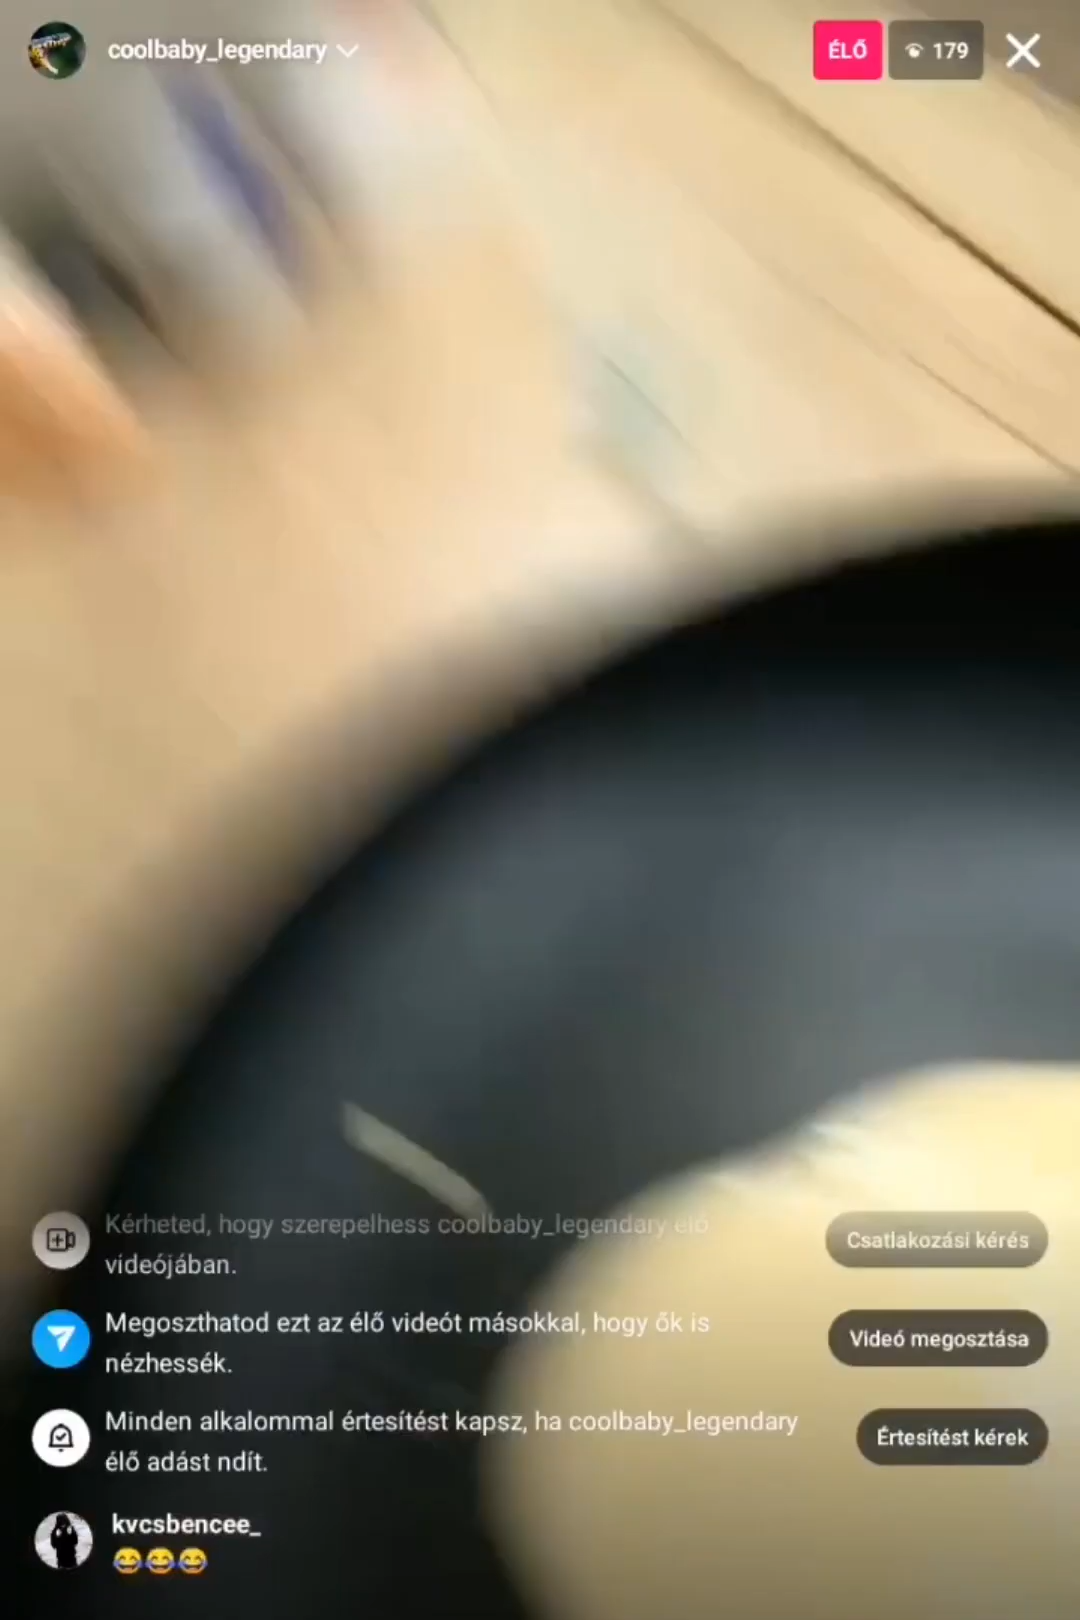 coolbaby_legendary
ÉLŐ
179
Kérheted, hogy szerepelhess coolbaby_legendary élő
videójában.
Csatlakozási kérés
Megoszthatod ezt az élő videót másokkal, hogy ők is
nézhessék.
Videó megosztása
Minden alkalommal értesítést kapsz, ha coolbaby_legendary
élő adást ndít.
Értesítést kérek
kvcsbencee_
😂😂😂